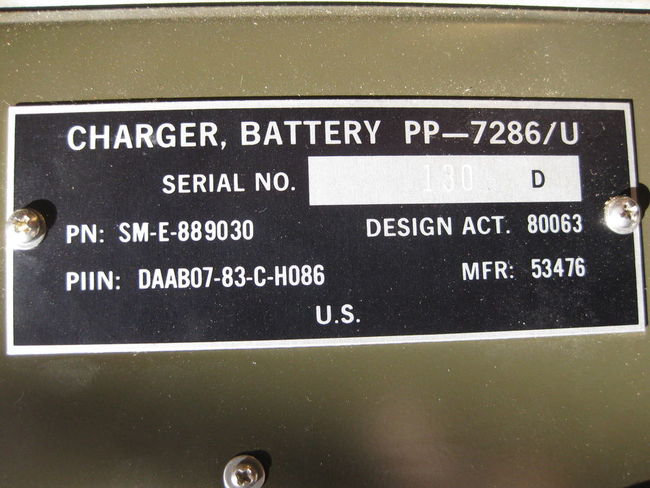 CHARGER, BATTERY PP—7286/U
SERIAL NO. 130 D
PN: SM-E-889030 DESIGN ACT. 80063
PIIN: DAAB07-83-C-H086 MFR: 53476
U.S.